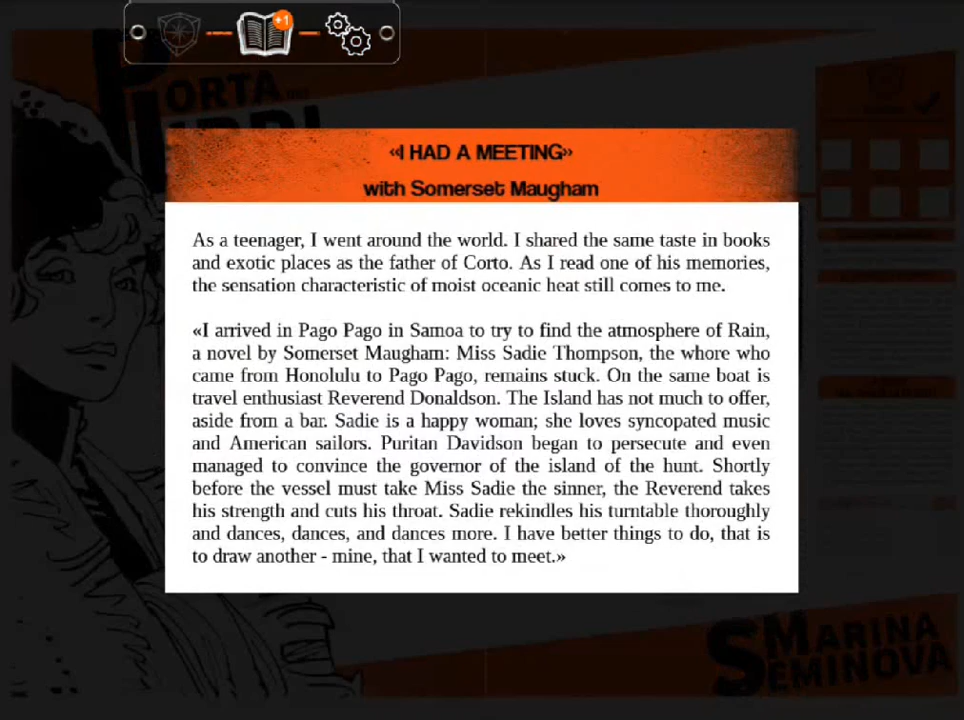 +1
ORTA
«I HAD A MEETING»
with Somerset Maugham
As a teenager, I went around the world. I shared the same taste in books
and exotic places as the father of Corto. As I read one of his memories,
the sensation characteristic of moist oceanic heat still comes to me.
«I arrived in Pago Pago in Samoa to try to find the atmosphere of Rain,
a novel by Somerset Maugham: Miss Sadie Thompson, the whore who
came from Honolulu to Pago Pago, remains stuck. On the same boat is
travel enthusiast Reverend Donaldson. The Island has not much to offer,
aside from a bar. Sadie is a happy woman; she loves syncopated music
and American sailors. Puritan Davidson began to persecute and even
managed to convince the governor of the island of the hunt. Shortly
before the vessel must take Miss Sadie the sinner, the Reverend takes
his strength and cuts his throat. Sadie rekindles his turntable thoroughly
and dances, dances, and dances more. I have better things to do, that is
to draw another - mine, that I wanted to meet.»
MARINA
SEMINOVA